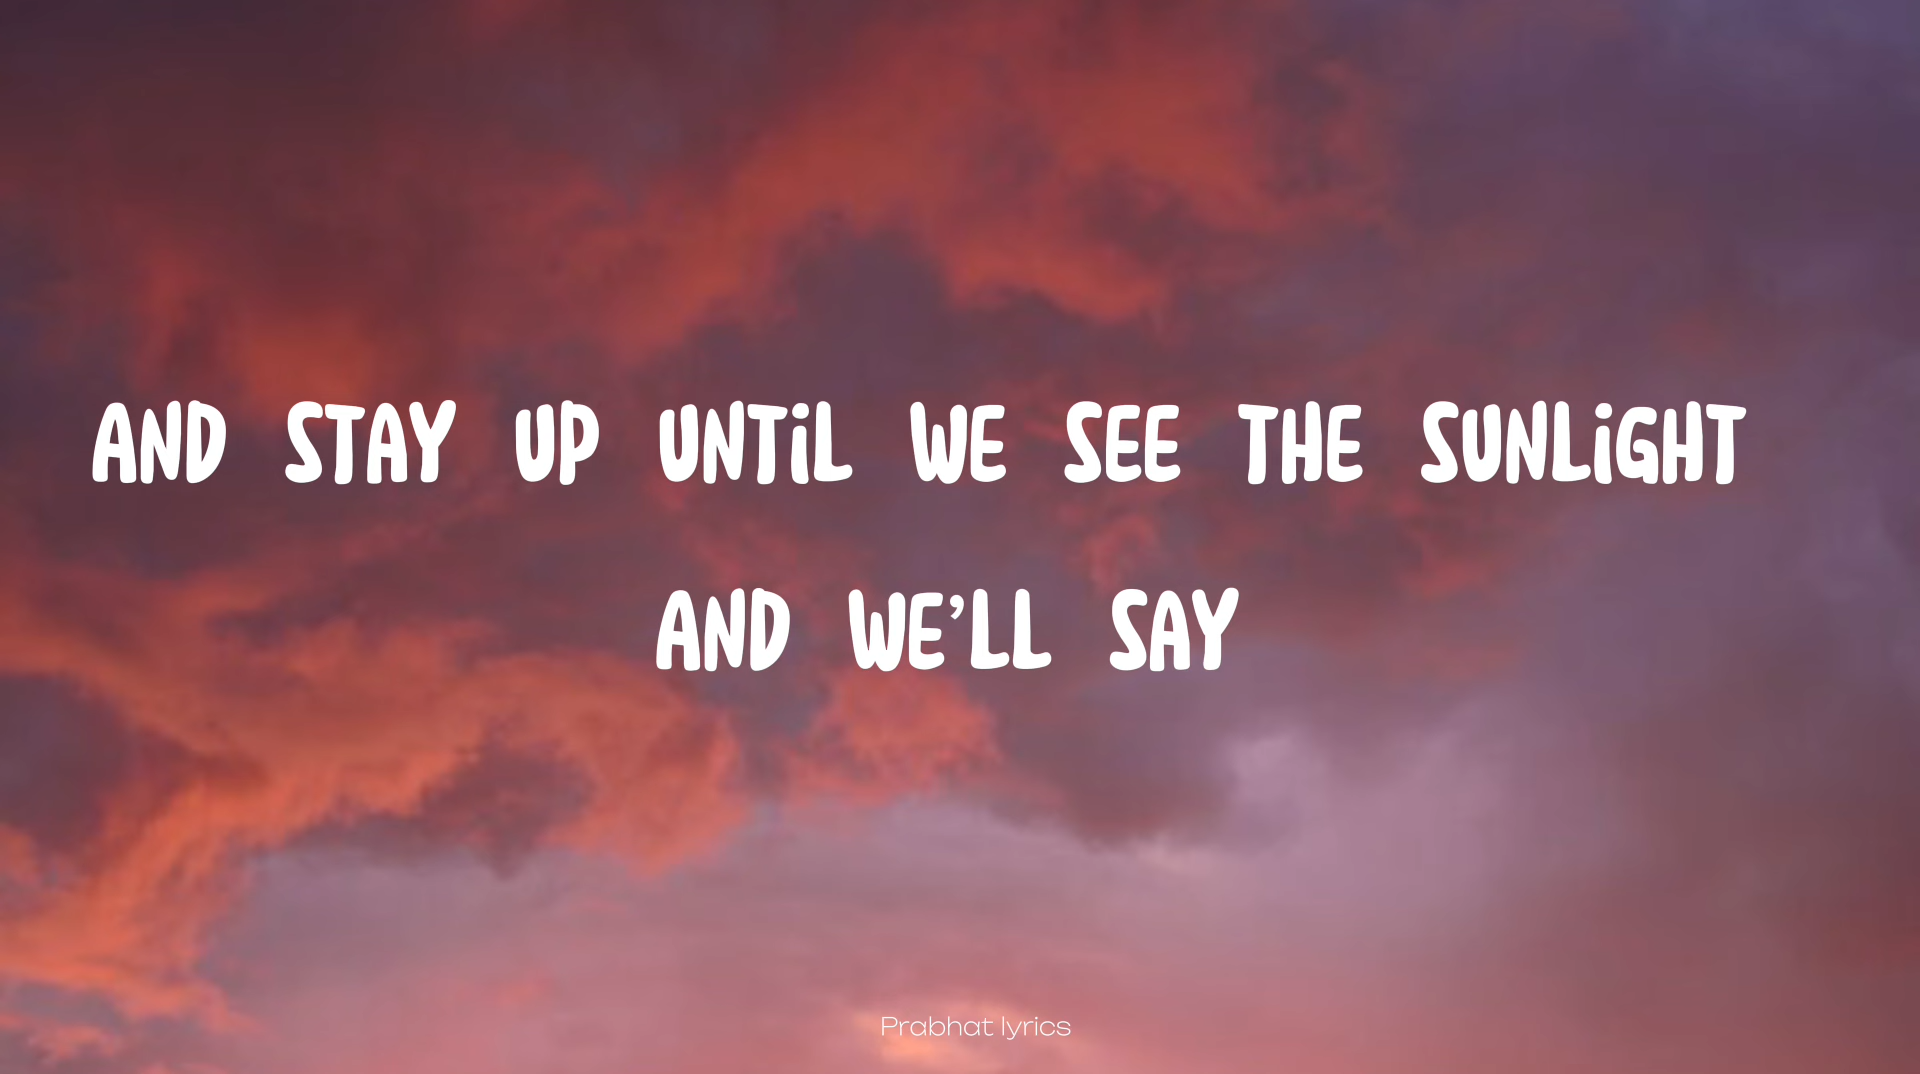 AND STAY UP UNTiL WE SEE THE SUNLiGHT
AND WE'LL SAY
Prabhat lyrics